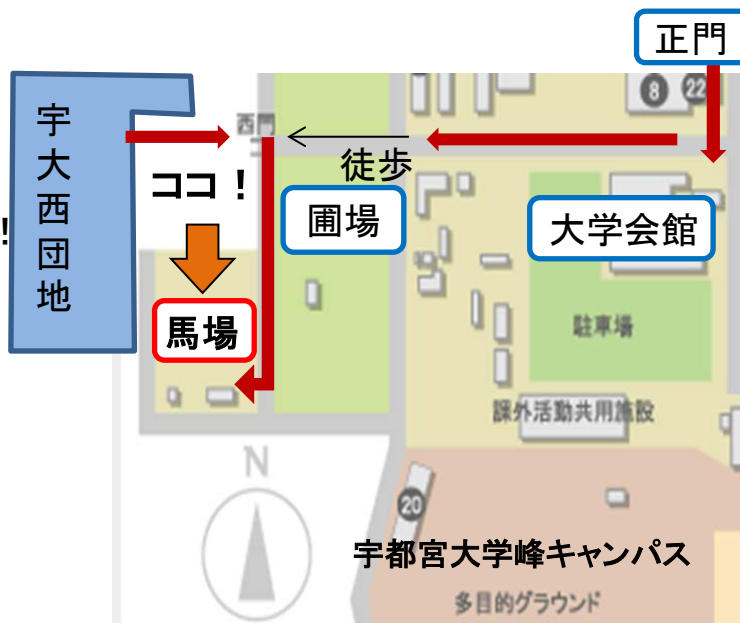 正門
8
22
宇大西団地
西門
徒歩
ココ！
!
圃場
大学会館
馬場
駐車場
課外活動共用施設
N
20
宇都宮大学峰キャンパス
多目的グラウンド